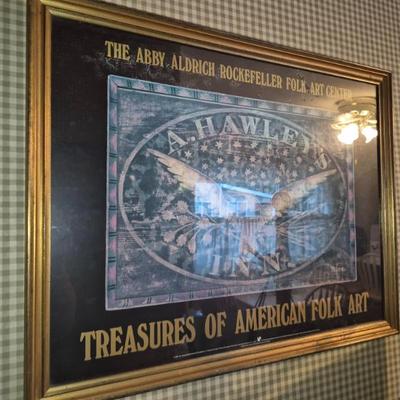 THE ABBY ALDRICH ROCKEFELLER FOLK ART CENTER
A. HAWLEY'S
INN.
TREASURES OF AMERICAN FOLK ART